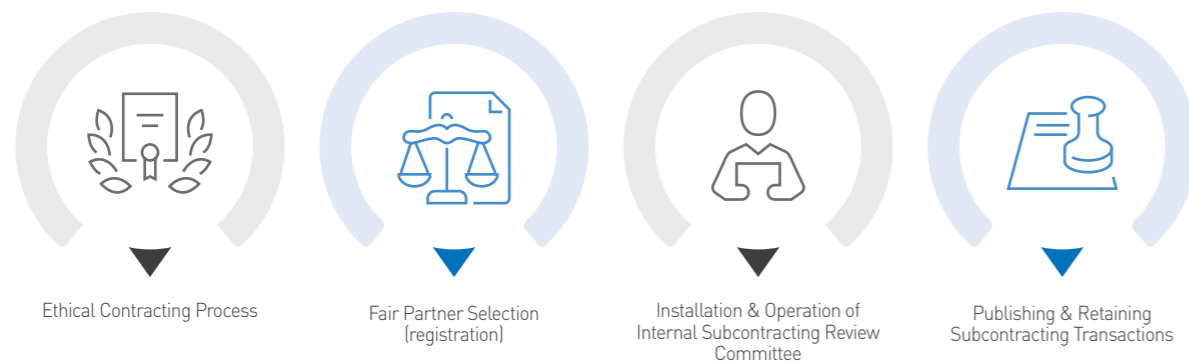 Ethical Contracting Process
Fair Partner Selection
(registration)
Installation & Operation of
Internal Subcontracting Review
Committee
Publishing & Retaining
Subcontracting Transactions